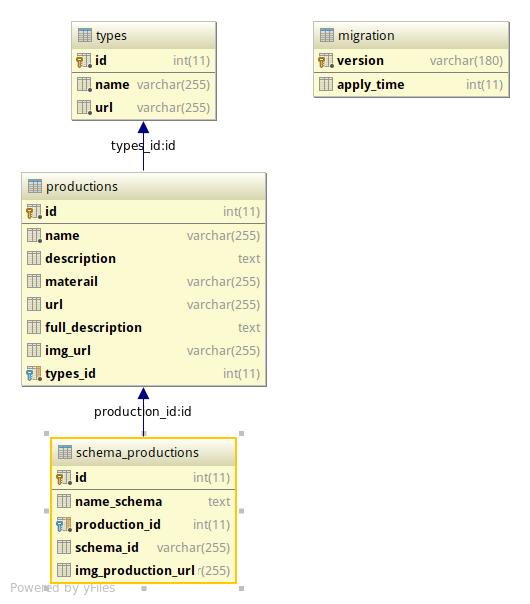 types
id int(11)
name varchar(255)
url varchar(255)
migration
version varchar(180)
apply_time int(11)
types_id:id
productions
id int(11)
name varchar(255)
description text
materail varchar(255)
url varchar(255)
full_description text
img_url varchar(255)
types_id int(11)
production_id:id
schema_productions
id int(11)
name_schema text
production_id int(11)
schema_id varchar(255)
img_production_url r(255)
Powered by yFiles